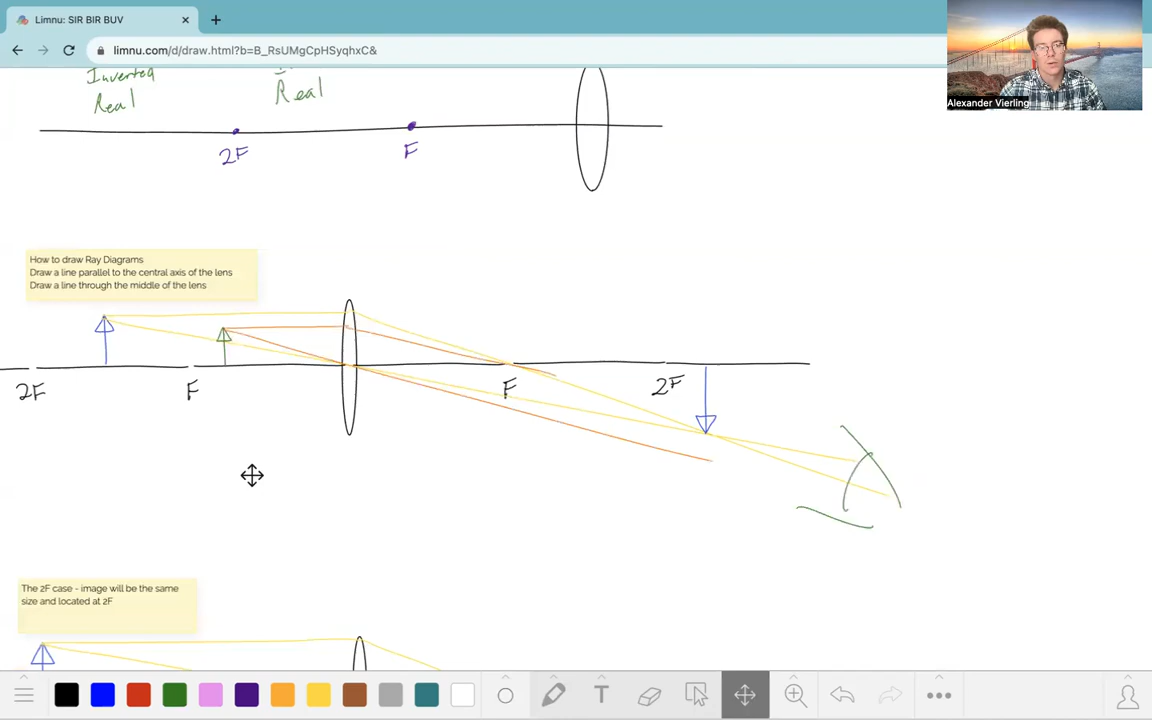 Limnu: SIR BIR BUV
limnu.com/d/draw.html?b=B_RsUMgCpHSyqhxC&
Alexander Vierling
Inverted
Real
Real
2F
F
How to draw Ray Diagrams
Draw a line parallel to the central axis of the lens
Draw a line through the middle of the lens
2F
F
F
2F
The 2F case - image will be the same
size and located at 2F
T